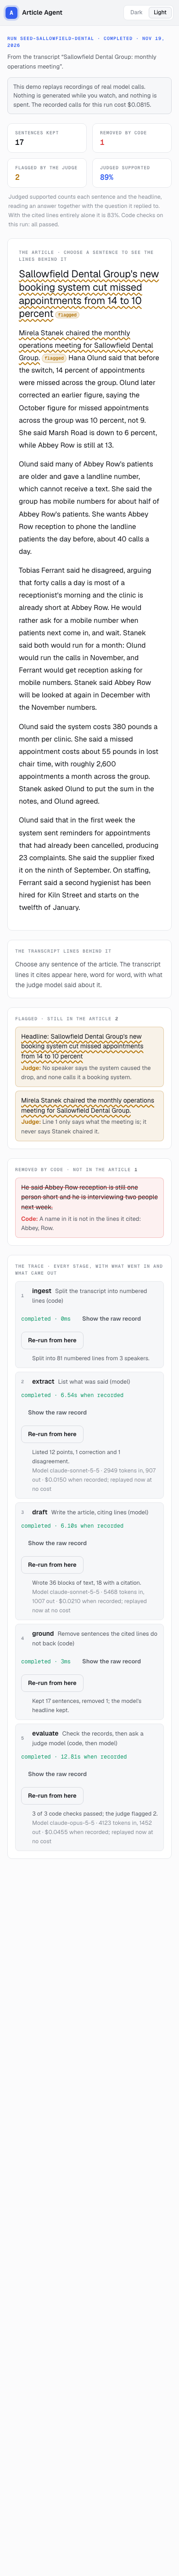 A Article Agent Dark Light
RUN SEED-SALLOWFIELD-DENTAL · COMPLETED · NOV 19,
2026
From the transcript "Sallowfield Dental Group: monthly
operations meeting".
This demo replays recordings of real model calls.
Nothing is generated while you watch, and nothing is
spent. The recorded calls for this run cost $0.0815.
SENTENCES KEPT
17
REMOVED BY CODE
1
FLAGGED BY THE JUDGE
2
JUDGED SUPPORTED
89%
Judged supported counts each sentence and the headline,
reading an answer together with the question it replied to.
With the cited lines entirely alone it is 83%. Code checks on
this run: all passed.
THE ARTICLE · CHOOSE A SENTENCE TO SEE THE
LINES BEHIND IT
Sallowfield Dental Group's new
booking system cut missed
appointments from 14 to 10
percent flagged
Mirela Stanek chaired the monthly
operations meeting for Sallowfield Dental
Group. flagged Hana Olund said that before
the switch, 14 percent of appointments
were missed across the group. Olund later
corrected an earlier figure, saying the
October figure for missed appointments
across the group was 10 percent, not 9.
She said Marsh Road is down to 6 percent,
while Abbey Row is still at 13.
Olund said many of Abbey Row's patients
are older and gave a landline number,
which cannot receive a text. She said the
group has mobile numbers for about half of
Abbey Row's patients. She wants Abbey
Row reception to phone the landline
patients the day before, about 40 calls a
day.
Tobias Ferrant said he disagreed, arguing
that forty calls a day is most of a
receptionist's morning and the clinic is
already short at Abbey Row. He would
rather ask for a mobile number when
patients next come in, and wait. Stanek
said both would run for a month: Olund
would run the calls in November, and
Ferrant would get reception asking for
mobile numbers. Stanek said Abbey Row
will be looked at again in December with
the November numbers.
Olund said the system costs 380 pounds a
month per clinic. She said a missed
appointment costs about 55 pounds in lost
chair time, with roughly 2,600
appointments a month across the group.
Stanek asked Olund to put the sum in the
notes, and Olund agreed.
Olund said that in the first week the
system sent reminders for appointments
that had already been cancelled, producing
23 complaints. She said the supplier fixed
it on the ninth of September. On staffing,
Ferrant said a second hygienist has been
hired for Kiln Street and starts on the
twelfth of January.
THE TRANSCRIPT LINES BEHIND IT
Choose any sentence of the article. The transcript
lines it cites appear here, word for word, with what
the judge model said about it.
FLAGGED · STILL IN THE ARTICLE 2
Headline: Sallowfield Dental Group's new
booking system cut missed appointments
from 14 to 10 percent
Judge: No speaker says the system caused the
drop, and none calls it a booking system.
Mirela Stanek chaired the monthly operations
meeting for Sallowfield Dental Group.
Judge: Line 1 only says what the meeting is; it
never says Stanek chaired it.
REMOVED BY CODE · NOT IN THE ARTICLE 1
He said Abbey Row reception is still one
person short and he is interviewing two people
next week.
Code: A name in it is not in the lines it cited:
Abbey, Row.
THE TRACE · EVERY STAGE, WITH WHAT WENT IN AND
WHAT CAME OUT
1 ingest Split the transcript into numbered
lines (code)
completed · 0ms Show the raw record
Re-run from here
Split into 81 numbered lines from 3 speakers.
2 extract List what was said (model)
completed · 6.54s when recorded
Show the raw record
Re-run from here
Listed 12 points, 1 correction and 1
disagreement.
Model claude-sonnet-5-5 · 2949 tokens in, 907
out · $0.0150 when recorded; replayed now at
no cost
3 draft Write the article, citing lines (model)
completed · 6.10s when recorded
Show the raw record
Re-run from here
Wrote 36 blocks of text, 18 with a citation.
Model claude-sonnet-5-5 · 5468 tokens in,
1007 out · $0.0210 when recorded; replayed
now at no cost
4 ground Remove sentences the cited lines do
not back (code)
completed · 3ms Show the raw record
Re-run from here
Kept 17 sentences, removed 1; the model's
headline kept.
5 evaluate Check the records, then ask a
judge model (code, then model)
completed · 12.81s when recorded
Show the raw record
Re-run from here
3 of 3 code checks passed; the judge flagged 2.
Model claude-opus-5-5 · 4123 tokens in, 1452
out · $0.0455 when recorded; replayed now at
no cost